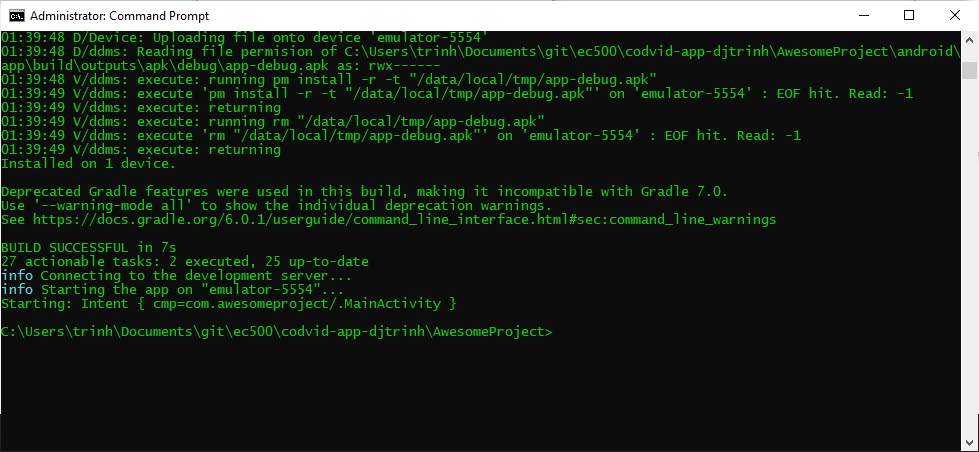 Administrator: Command Prompt
01:39:48 D/Device: Uploading file onto device 'emulator-5554'
01:39:48 D/ddms: Reading file permision of C:\Users\trinh\Documents\git\ec500\codvid-app-djtrinh\AwesomeProject\android\
app\build\outputs\apk\debug\app-debug.apk as: rwx------
01:39:48 V/ddms: execute: running pm install -r -t "/data/local/tmp/app-debug.apk"
01:39:49 V/ddms: execute 'pm install -r -t "/data/local/tmp/app-debug.apk"' on 'emulator-5554' : EOF hit. Read: -1
01:39:49 V/ddms: execute: returning
01:39:49 V/ddms: execute: running rm "/data/local/tmp/app-debug.apk"
01:39:49 V/ddms: execute 'rm "/data/local/tmp/app-debug.apk"' on 'emulator-5554' : EOF hit. Read: -1
01:39:49 V/ddms: execute: returning
Installed on 1 device.
Deprecated Gradle features were used in this build, making it incompatible with Gradle 7.0.
Use '--warning-mode all' to show the individual deprecation warnings.
See https://docs.gradle.org/6.0.1/userguide/command_line_interface.html#sec:command_line_warnings
BUILD SUCCESSFUL in 7s
27 actionable tasks: 2 executed, 25 up-to-date
info Connecting to the development server...
info Starting the app on "emulator-5554"...
Starting: Intent { cmp=com.awesomeproject/.MainActivity }
C:\Users\trinh\Documents\git\ec500\codvid-app-djtrinh\AwesomeProject>